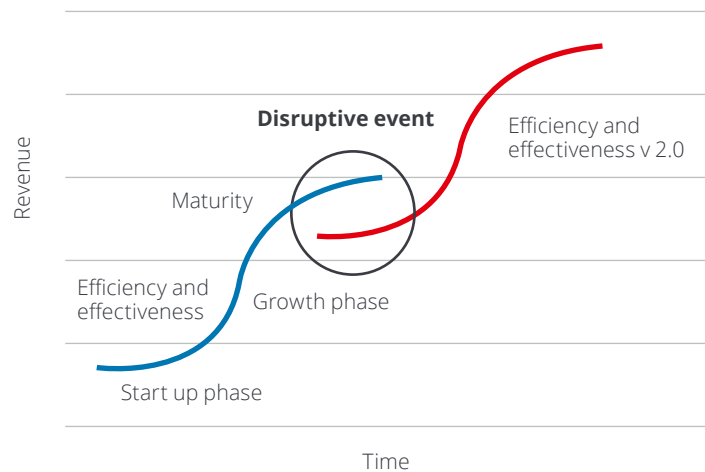 Disruptive event
Efficiency and
effectiveness v 2.0
Revenue
Maturity
Efficiency and
effectiveness
Growth phase
Start up phase
Time